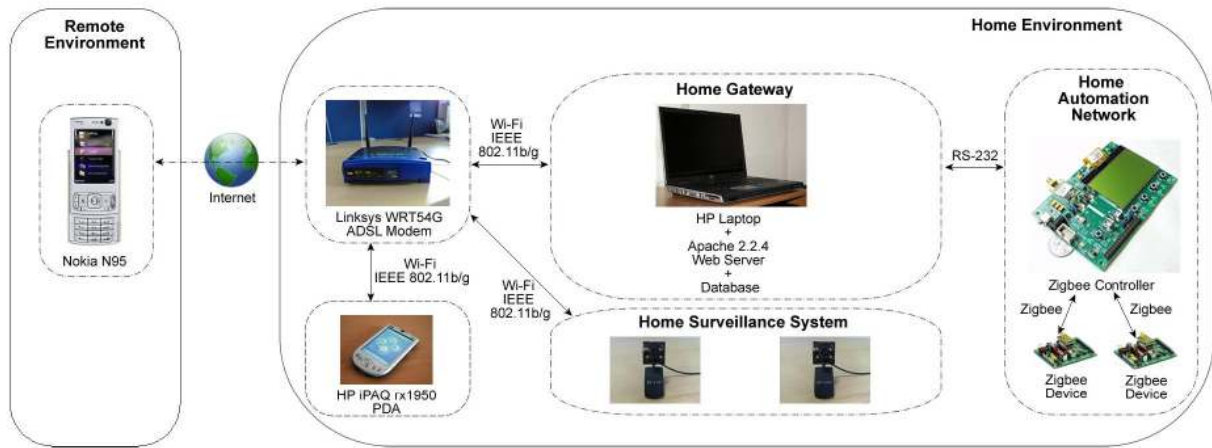 Remote
Environment
Nokia N95
Internet
Home Environment
Linksys WRT54G
ADSL Modem
Wi-Fi
IEEE
802.11b/g
Wi-Fi
IEEE 802.11b/g
HP iPAQ rx1950
PDA
Wi-Fi
IEEE
802.11b/g
Home Gateway
HP Laptop
+
Apache 2.2.4
Web Server
+
Database
Home Surveillance System
RS-232
Home
Automation
Network
Zigbee Controller
Zigbee
Zigbee
Zigbee
Device
Zigbee
Device